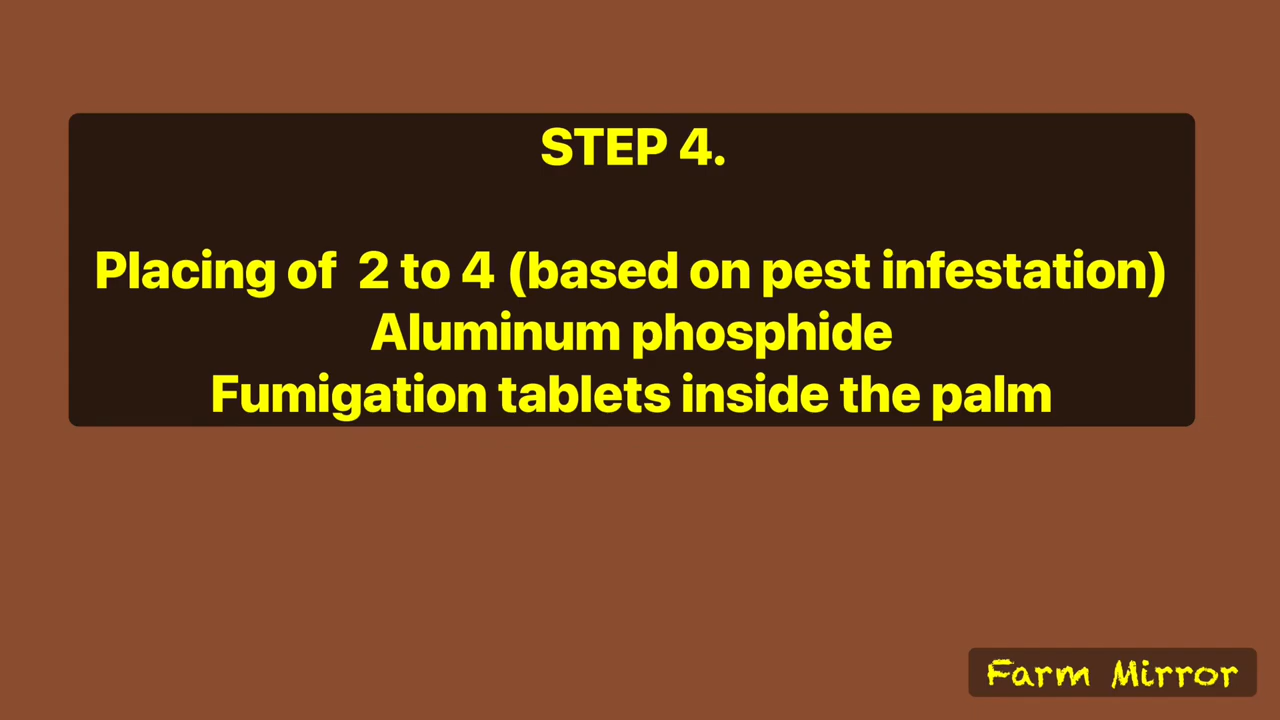 STEP 4.
Placing of 2 to 4 (based on pest infestation)
Aluminum phosphide
Fumigation tablets inside the palm
Farm Mirror